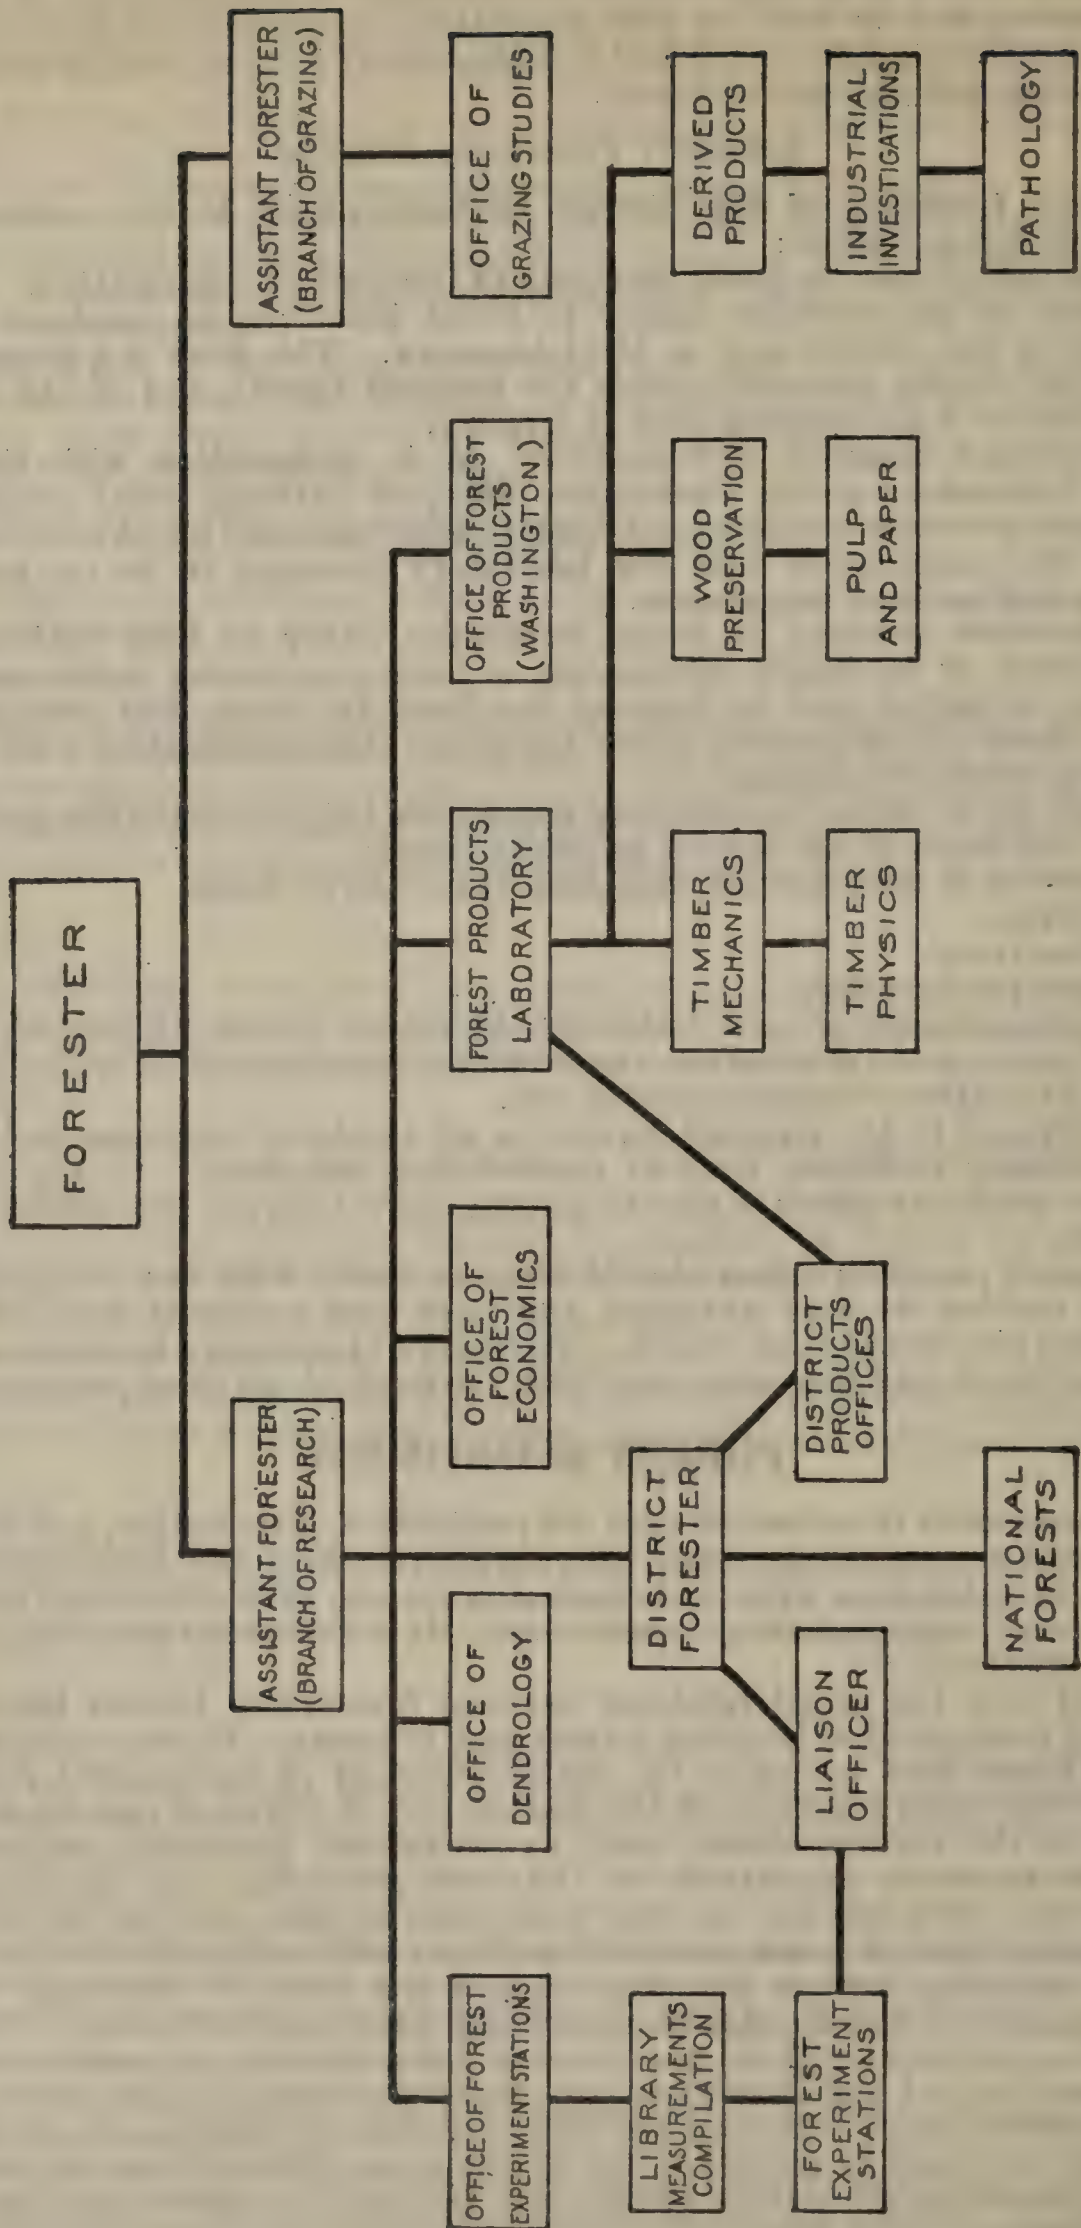 FORESTER
ASSISTANT FORESTER
(BRANCH OF RESEARCH)
ASSISTANT FORESTER
(BRANCH OF GRAZING)
OFFICE OF FOREST
EXPERIMENT STATIONS
OFFICE OF
DENDROLOGY
OFFICE OF
FOREST
ECONOMICS
FOREST PRODUCTS
LABORATORY
OFFICE OF FOREST
PRODUCTS
(WASHINGTON)
OFFICE OF
GRAZING STUDIES
LIBRARY
MEASUREMENTS
COMPILATION
DISTRICT
FORESTER
TIMBER
MECHANICS
WOOD
PRESERVATION
DERIVED
PRODUCTS
FOREST
EXPERIMENT
STATIONS
LIAISON
OFFICER
DISTRICT
PRODUCTS
OFFICES
TIMBER
PHYSICS
PULP
AND PAPER
INDUSTRIAL
INVESTIGATIONS
NATIONAL
FORESTS
PATHOLOGY